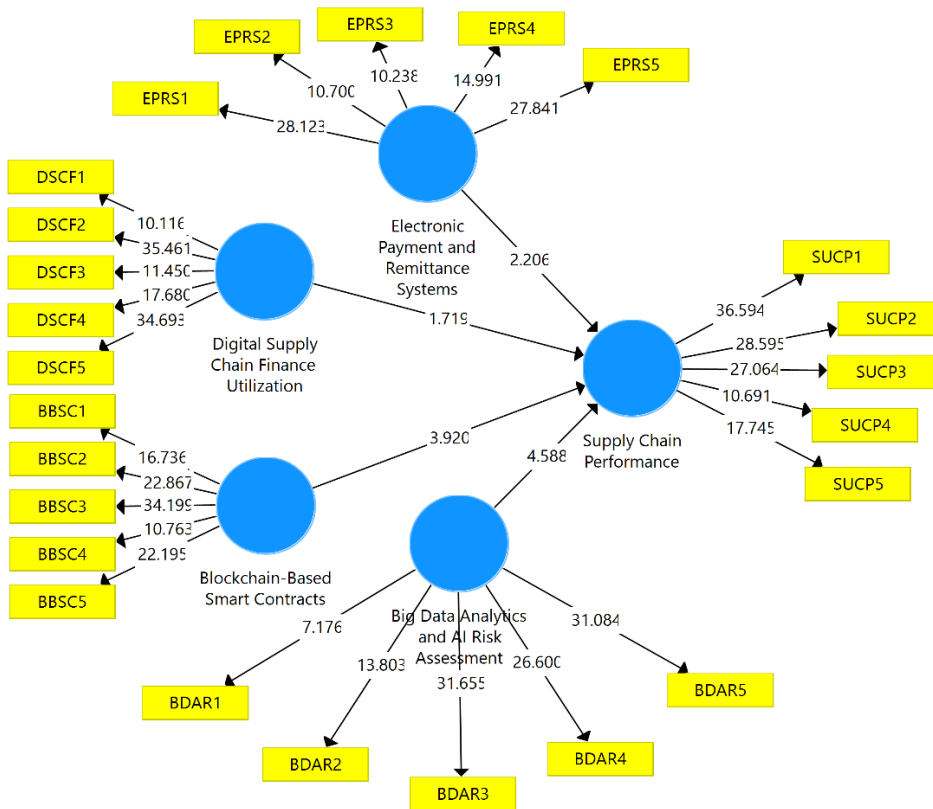 EPRS1
EPRS2
EPRS3
EPRS4
EPRS5
28.123
10.700
10.238
14.991
27.841
Electronic
Payment and
Remittance
Systems
2.206
DSCF1
DSCF2
DSCF3
DSCF4
DSCF5
10.116
35.461
11.450
17.680
34.693
Digital Supply
Chain Finance
Utilization
1.719
BBSC1
BBSC2
BBSC3
BBSC4
BBSC5
16.736
22.867
34.199
10.763
22.195
Blockchain-Based
Smart Contracts
3.920
Supply Chain
Performance
4.588
36.594
28.595
27.064
10.691
17.745
SUCP1
SUCP2
SUCP3
SUCP4
SUCP5
Big Data Analytics
and AI Risk
Assessment
7.176
13.803
31.655
26.600
31.084
BDAR1
BDAR2
BDAR3
BDAR4
BDAR5